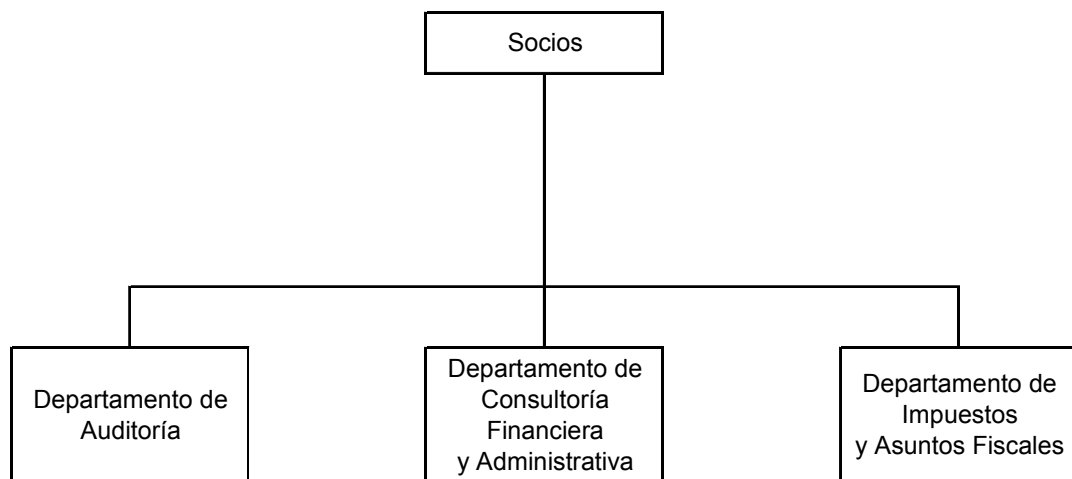 Socios
Departamento de
Auditoría
Departamento de
Consultoría
Financiera
y Administrativa
Departamento de
Impuestos
y Asuntos Fiscales